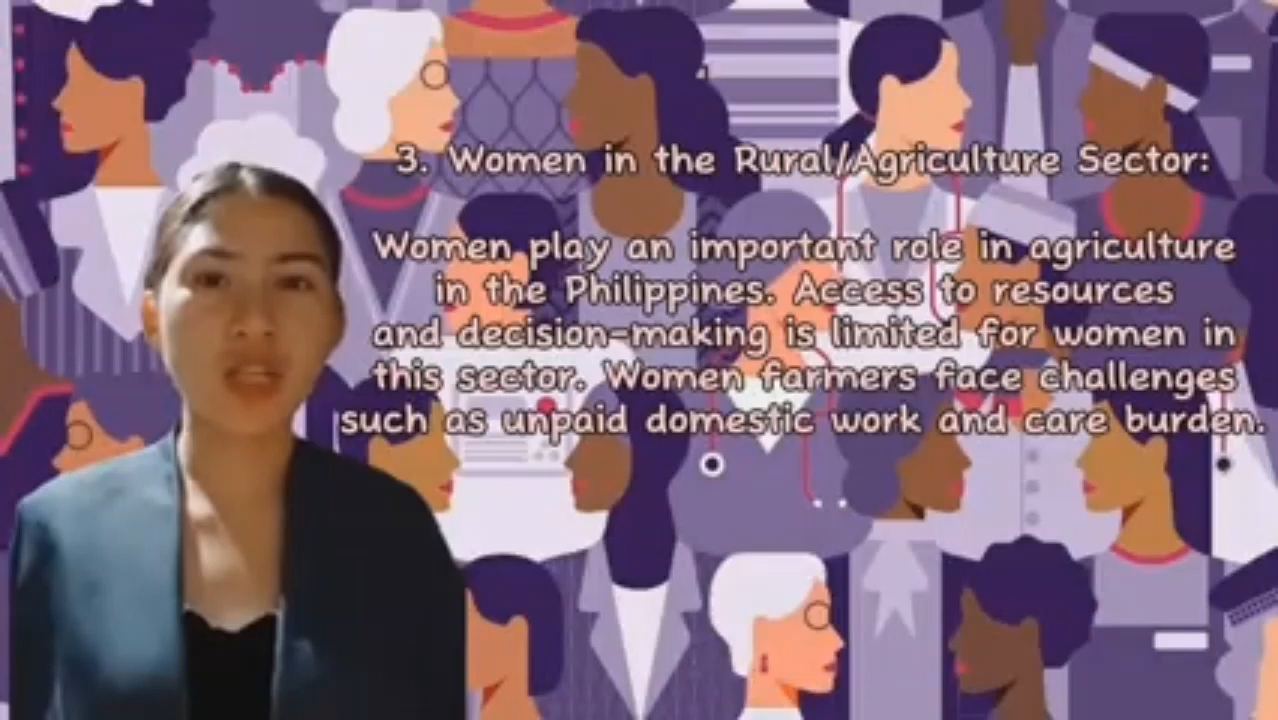 3. Women in the Rural/Agriculture Sector:
Women play an important role in agriculture
in the Philippines. Access to resources
and decision-making is limited for women in
this sector. Women farmers face challenges
such as unpaid domestic work and care burden.